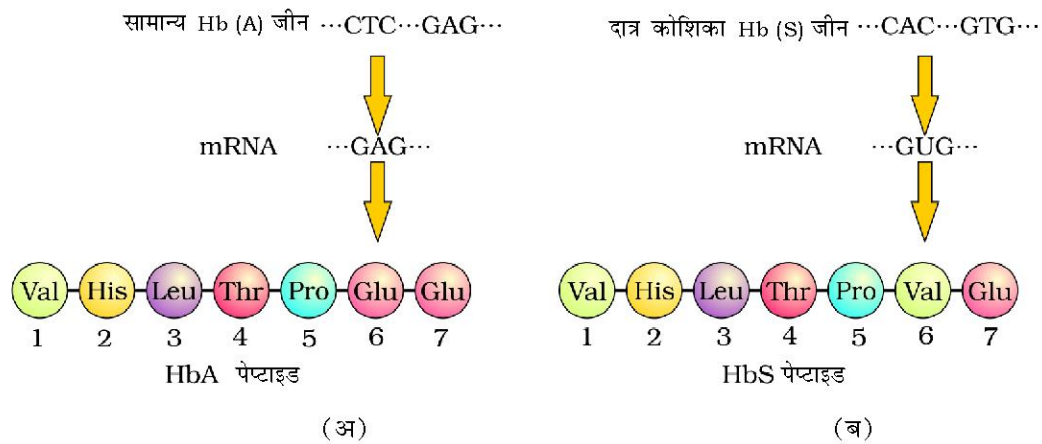 सामान्य Hb (A) जीन ···CTC···GAG···
mRNA ···GAG···
Val His Leu Thr Pro Glu Glu
1 2 3 4 5 6 7
HbA पेप्टाइड
(अ)
दात्र कोशिका Hb (S) जीन ···CAC···GTG···
mRNA ···GUG···
Val His Leu Thr Pro Val Glu
1 2 3 4 5 6 7
HbS पेप्टाइड
(ब)